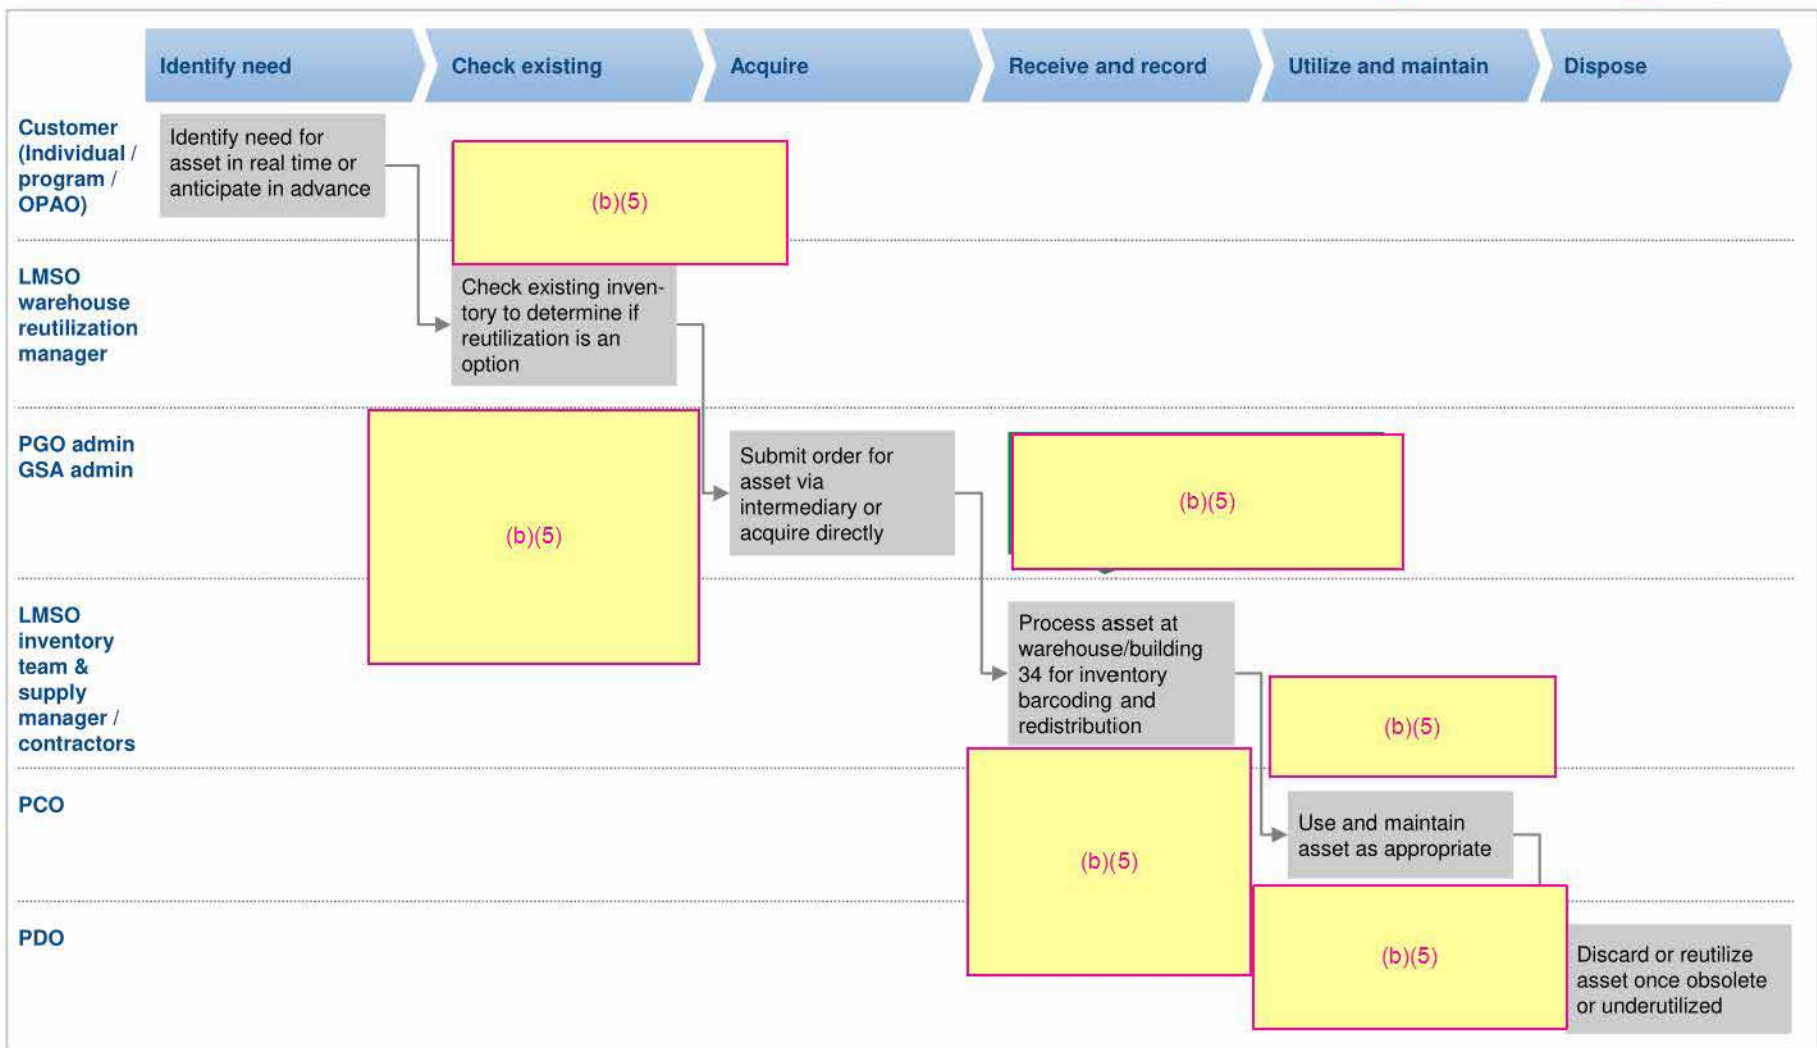 Identify need
Check existing
Acquire
Receive and record
Utilize and maintain
Dispose
Customer
(Individual /
program /
OPAO)
Identify need for
asset in real time or
anticipate in advance
(b)(5)
LMSO
warehouse
reutilization
manager
Check existing inven-
tory to determine if
reutilization is an
option
PGO admin
GSA admin
(b)(5)
Submit order for
asset via
intermediary or
acquire directly
(b)(5)
LMSO
inventory
team &
supply
manager /
contractors
Process asset at
warehouse/building
34 for inventory
barcoding and
redistribution
(b)(5)
PCO
(b)(5)
Use and maintain
asset as appropriate
PDO
(b)(5)
Discard or reutilize
asset once obsolete
or underutilized